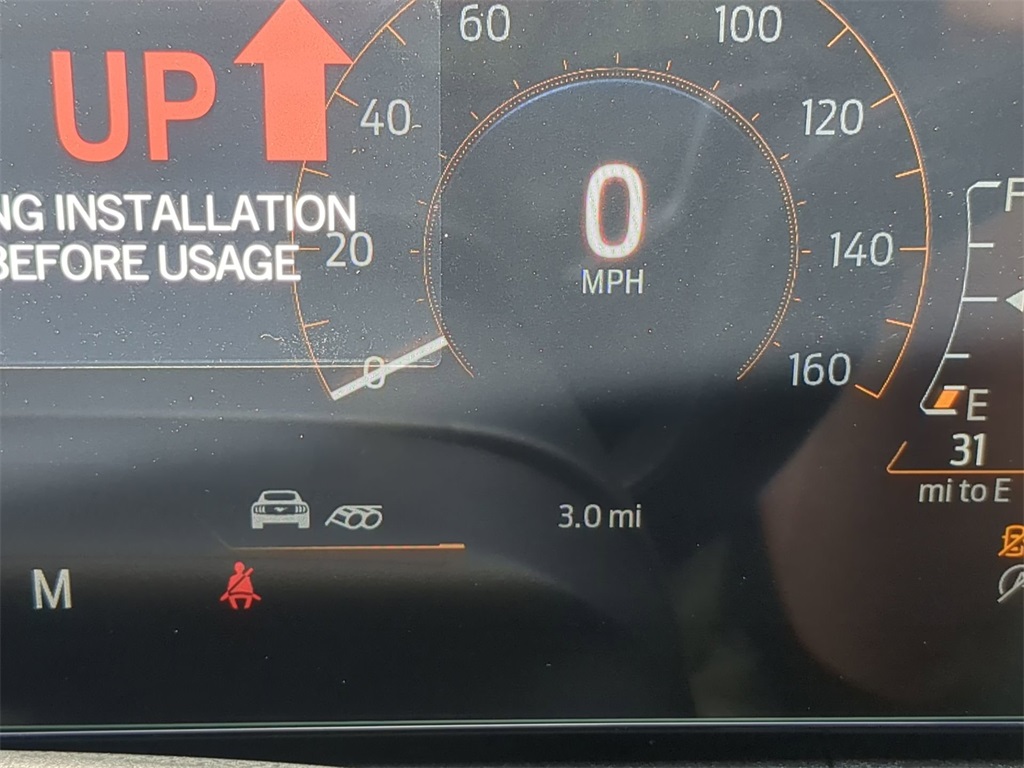 UP
NG INSTALLATION
BEFORE USAGE
0
20
40
60
100
120
140
160
0
MPH
F
E
31
mi to E
3.0 mi
M